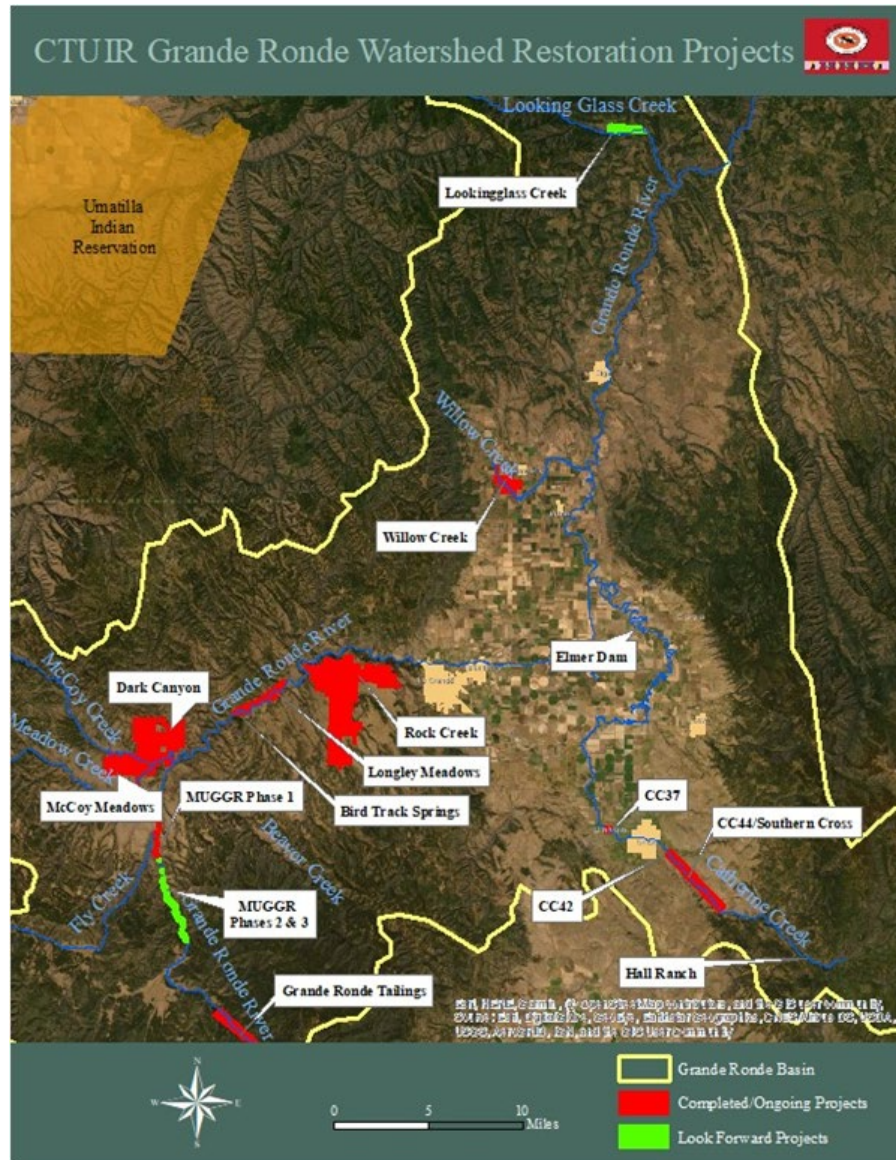 CTUIR Grande Ronde Watershed Restoration Projects
Looking Glass Creek
Lookingglass Creek
Umatilla
Indian
Reservation
Grande Ronde River
Willow Creek
Willow Creek
Elmer Dam
Grande Ronde River
McCoy Creek
Dark Canyon
Meadow Creek
Rock Creek
Longley Meadows
McCoy Meadows
MUGGR Phase 1
Bird Track Springs
CC37
CC44/Southern Cross
Beaver Creek
Fly Creek
MUGGR
Phases 2 & 3
CC42
Catherine Creek
Grande Ronde River
Hall Ranch
Grande Ronde Tailings
N
W
E
S
0
5
10
Miles
Grande Ronde Basin
Completed/Ongoing Projects
Look Forward Projects